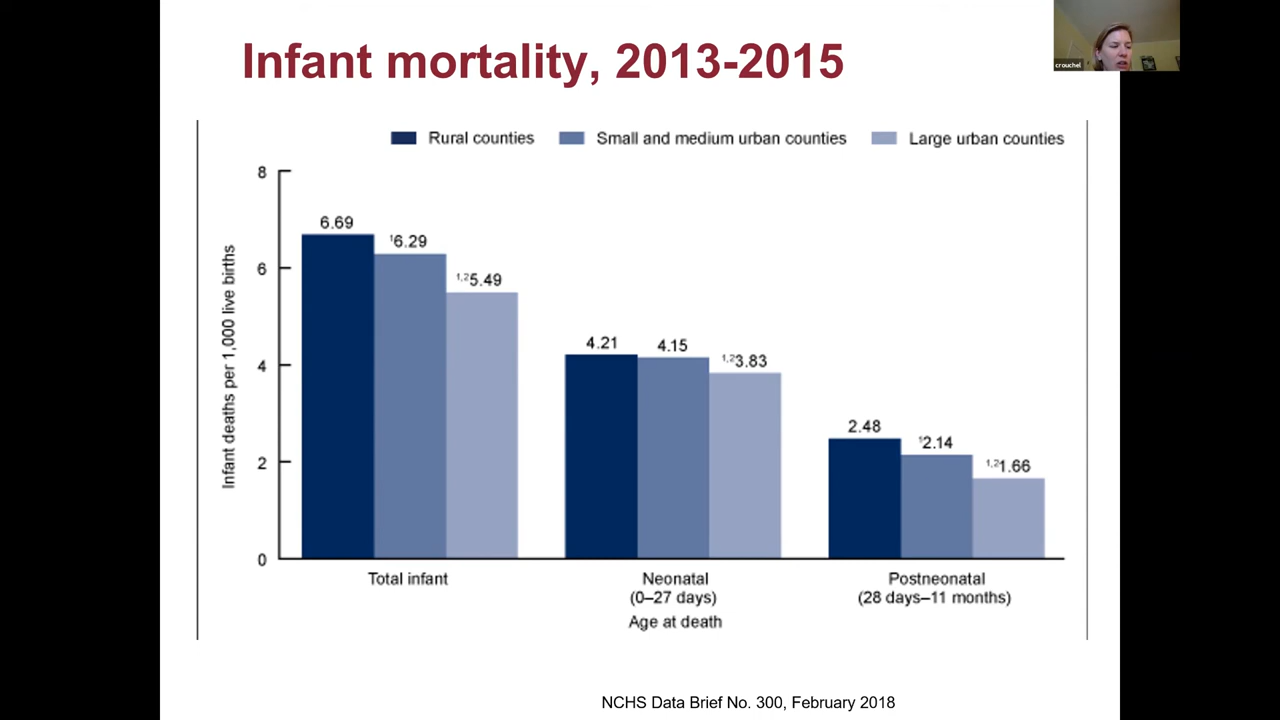 Infant mortality, 2013-2015
crouchel
Rural counties
Small and medium urban counties
Large urban counties
8
6
4
2
0
Infant deaths per 1,000 live births
6.69
¹6.29
¹,²5.49
4.21
4.15
¹,²3.83
2.48
¹2.14
¹,²1.66
Total infant
Neonatal
(0–27 days)
Postneonatal
(28 days–11 months)
Age at death
NCHS Data Brief No. 300, February 2018